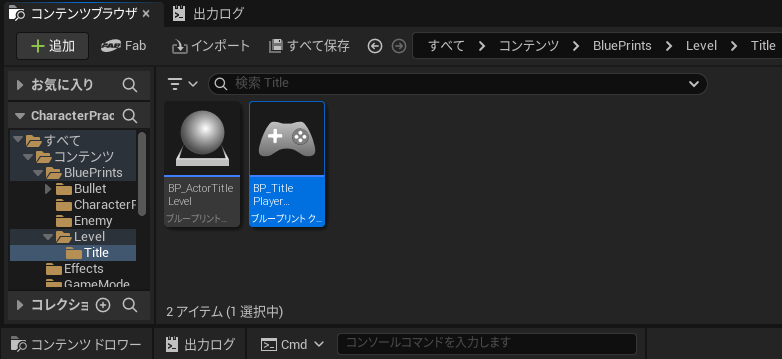 コンテンツブラウザ ×
出力ログ
追加
Fab
インポート
すべて保存
すべて > コンテンツ > BluePrints > Level > Title
お気に入り
検索 Title
CharacterPrac
すべて
コンテンツ
BluePrints
Bullet
CharacterF
Enemy
Level
Title
Effects
GameMode
コレクショ
BP_ActorTitle
Level
ブループリント...
BP_Title
Player...
ブループリント ク...
2 アイテム (1 選択中)
コンテンツ ドロワー
出力ログ
Cmd
コンソールコマンドを入力します